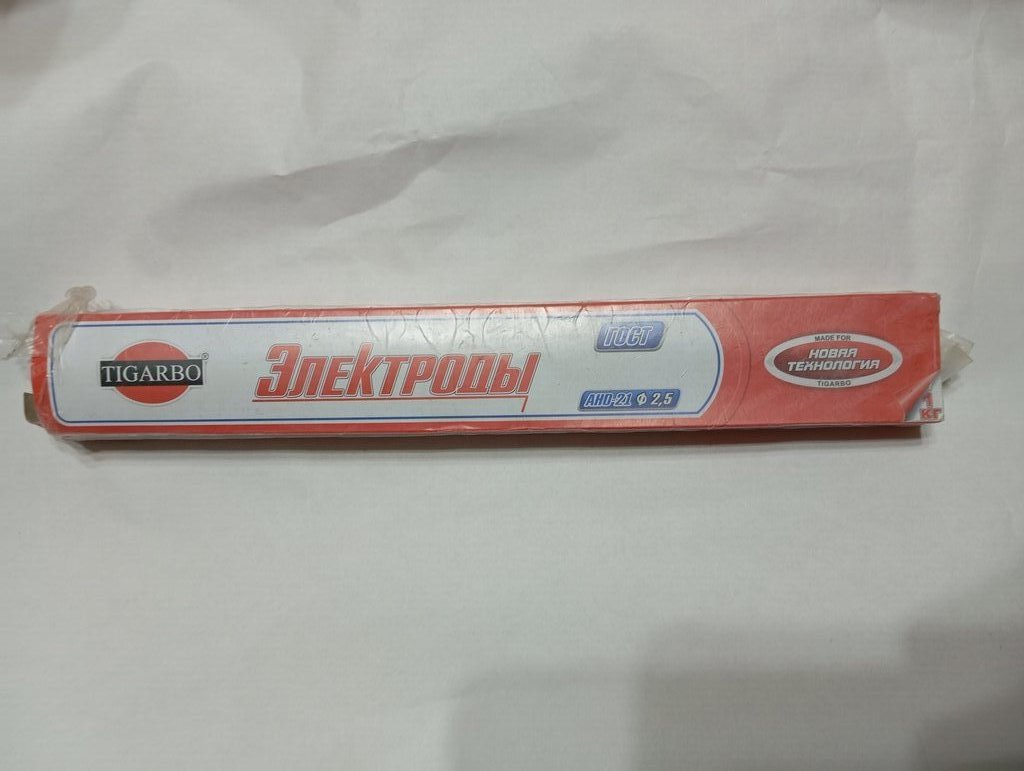 TIGARBO
®
Электроды
ГОСТ
АНО-21 Ф 2,5
MADE FOR
НОВАЯ
ТЕХНОЛОГИЯ
TIGARBO
1
КГ